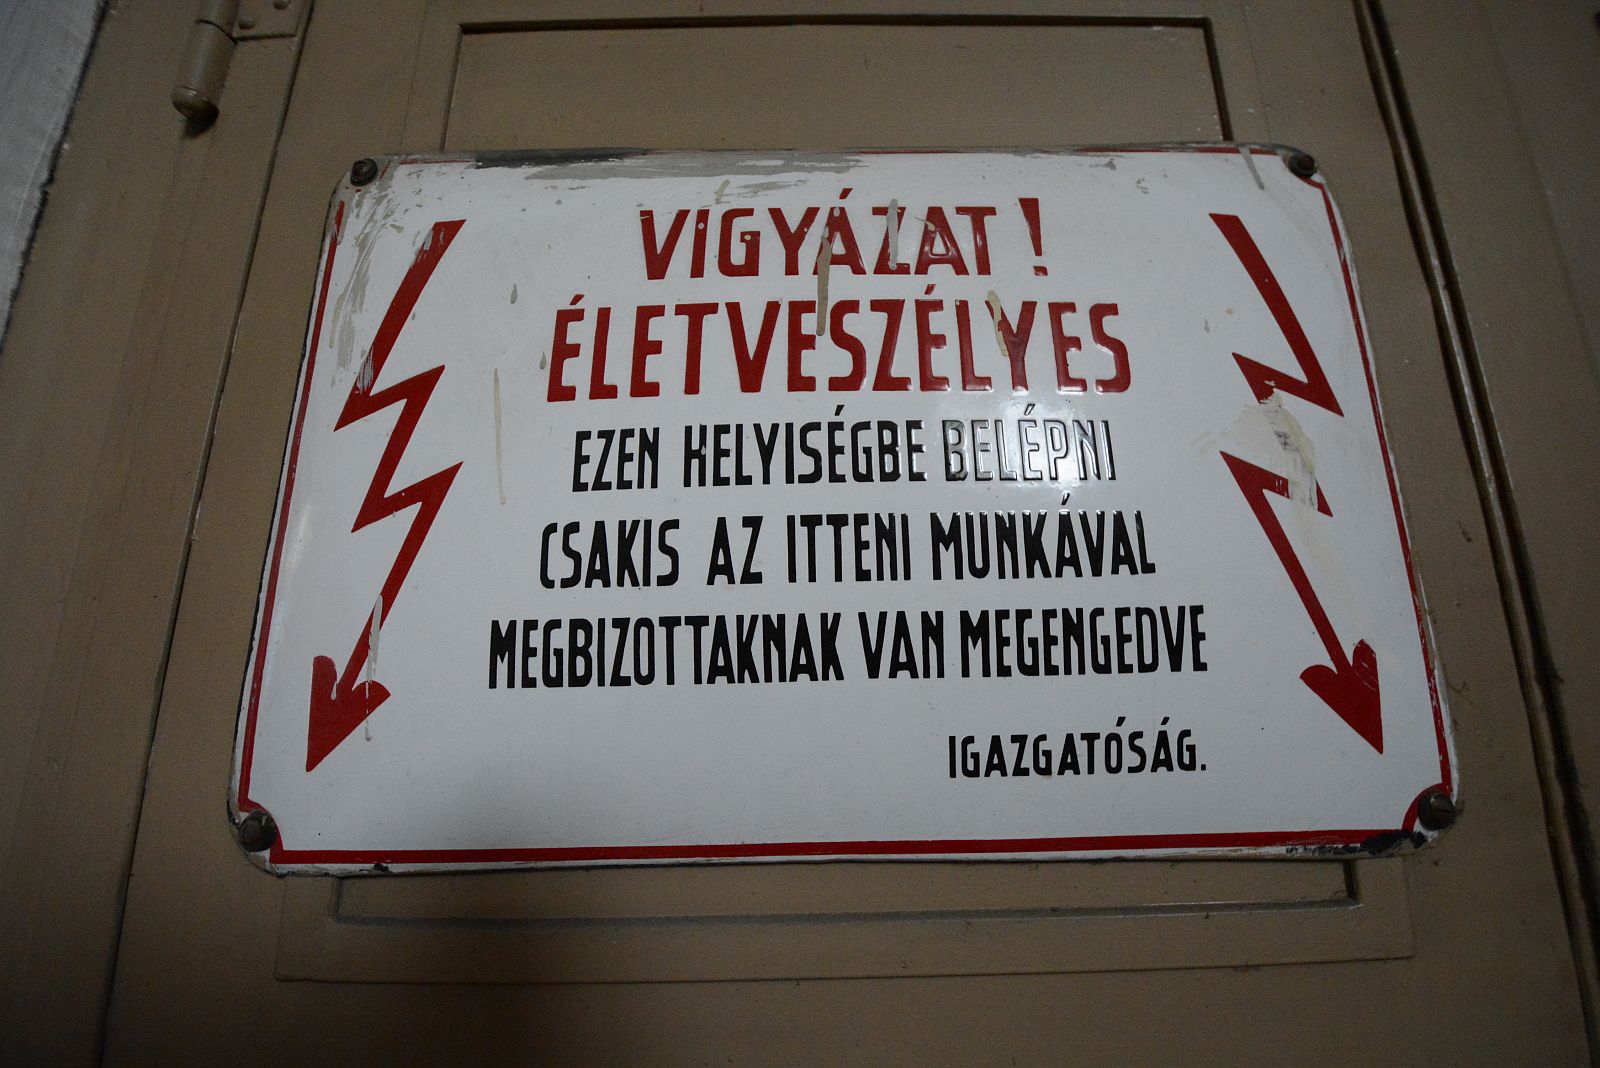 VIGYÁZAT!
ÉLETVESZÉLYES
EZEN HELYISÉGBE BELÉPNI
CSAKIS AZ ITTENI MUNKÁVAL
MEGBIZOTTAKNAK VAN MEGENGEDVE
IGAZGATÓSÁG.